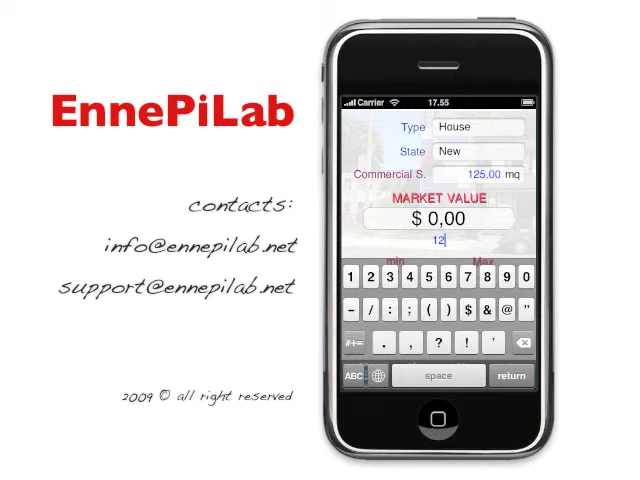 EnnePiLab
contacts:
info@ennepilab.net
support@ennepilab.net
2009 © all right reserved
Carrier 17.55
Type House
State New
Commercial S. 125,00 mq
MARKET VALUE
$ 0,00
12
min Max
1 2 3 4 5 6 7 8 9 0
- / : ; ( ) $ & @ "
#+= . , ? ! '
ABC space return